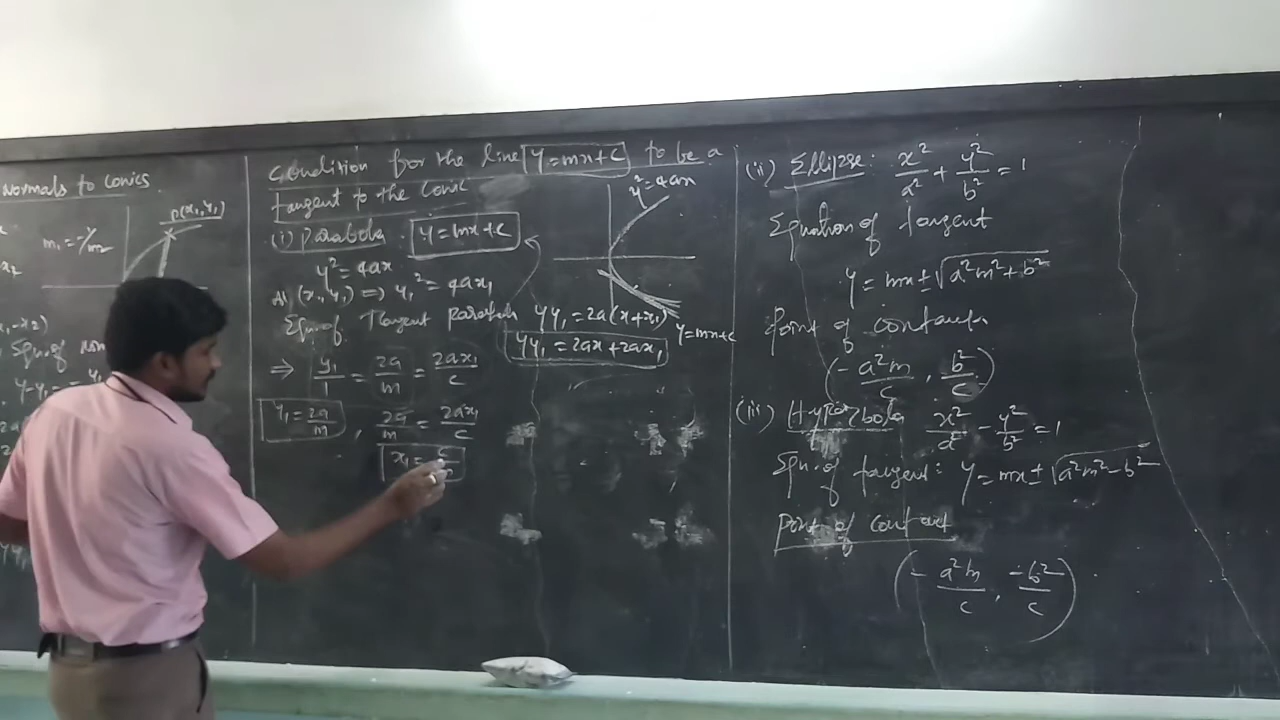 Normals to conics
P(x₁, y₁)
m₁ = -1/m₂
Condition for the line y = mx + c to be a
tangent to the conic
(i) Parabola y = mx + c
y² = 4ax
y² = 4ax
At (x₁, y₁) ⇒ y₁² = 4ax₁
Eqn. of Tangent parabola yy₁ = 2a(x + x₁)
y = mx + c
yy₁ = 2ax + 2ax₁
⇒ y₁/1 = 2a/m = 2ax₁/c
y₁ = 2a/m , 2a/m = 2ax₁/c
x₁ = c/
(ii) Ellipse: x²/a² + y²/b² = 1
Equation of tangent
y = mx ± √(a²m² + b²)
Point of contact
(-a²m/c, b²/c)
(iii) Hyperbola x²/a² - y²/b² = 1
Eqn. of tangent: y = mx ± √(a²m² - b²)
Point of contact
(-a²m/c, -b²/c)